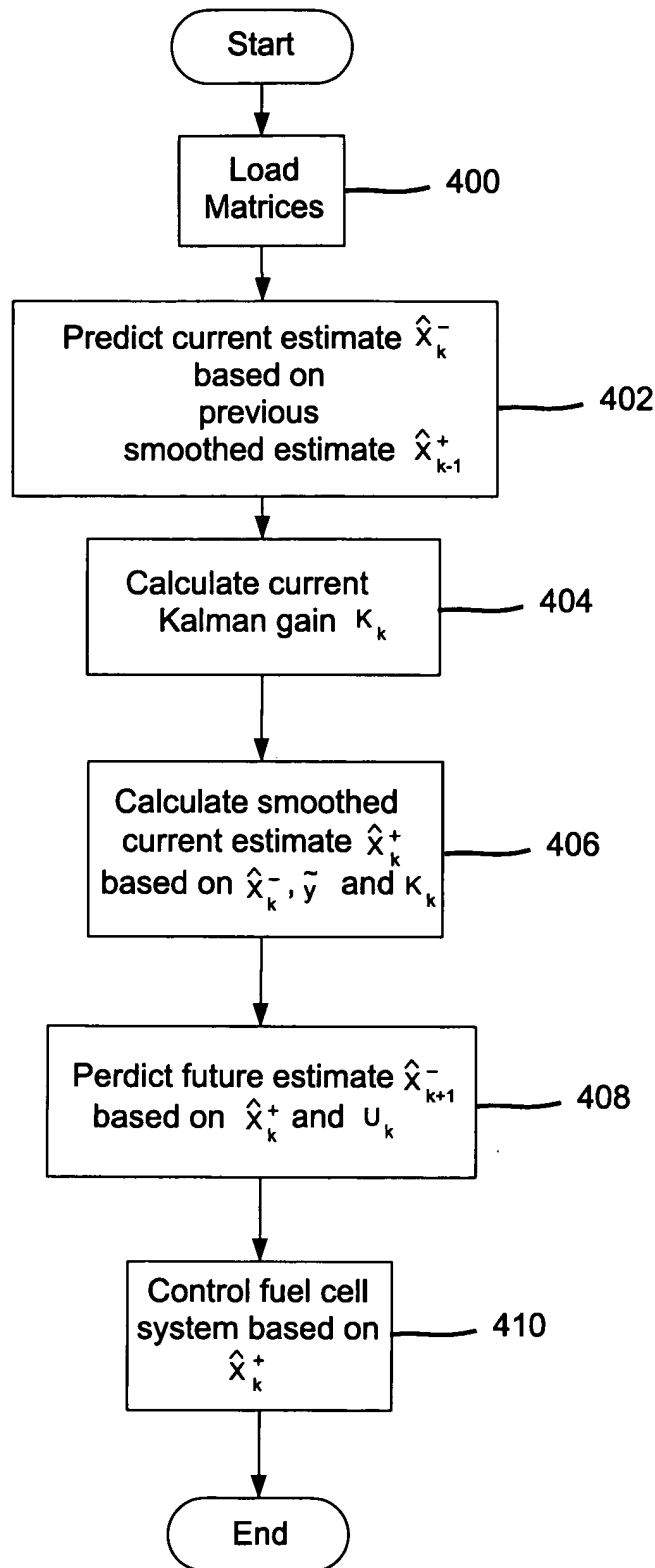 Start
Load
Matrices
400
Predict current estimate x̂ₖ⁻
based on
previous
smoothed estimate x̂ₖ₋₁⁺
402
Calculate current
Kalman gain Kₖ
404
Calculate smoothed
current estimate x̂ₖ⁺
based on x̂ₖ⁻, ỹ and Kₖ
406
Perdict future estimate x̂ₖ₊₁⁻
based on x̂ₖ⁺ and Uₖ
408
Control fuel cell
system based on
x̂ₖ⁺
410
End